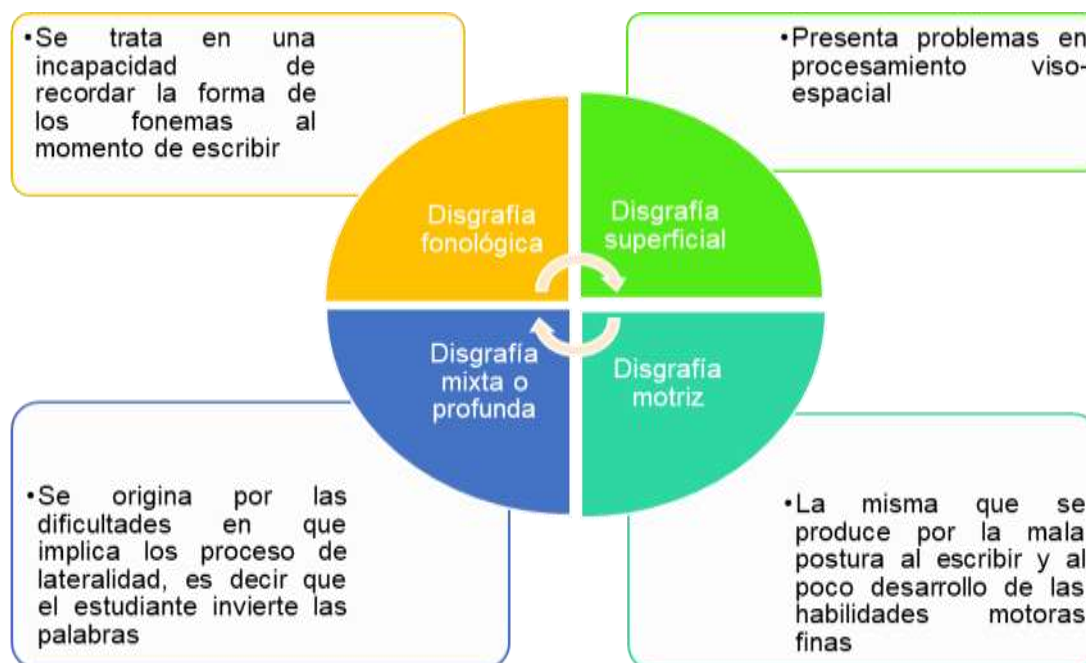 •Se trata en una
incapacidad de
recordar la forma de
los fonemas al
momento de escribir
•Presenta problemas en
procesamiento viso-
espacial
Disgrafía
fonológica
Disgrafía
superficial
Disgrafía
mixta o
profunda
Disgrafía
motriz
•Se origina por las
dificultades en que
implica los proceso de
lateralidad, es decir que
el estudiante invierte las
palabras
•La misma que se
produce por la mala
postura al escribir y al
poco desarrollo de las
habilidades motoras
finas